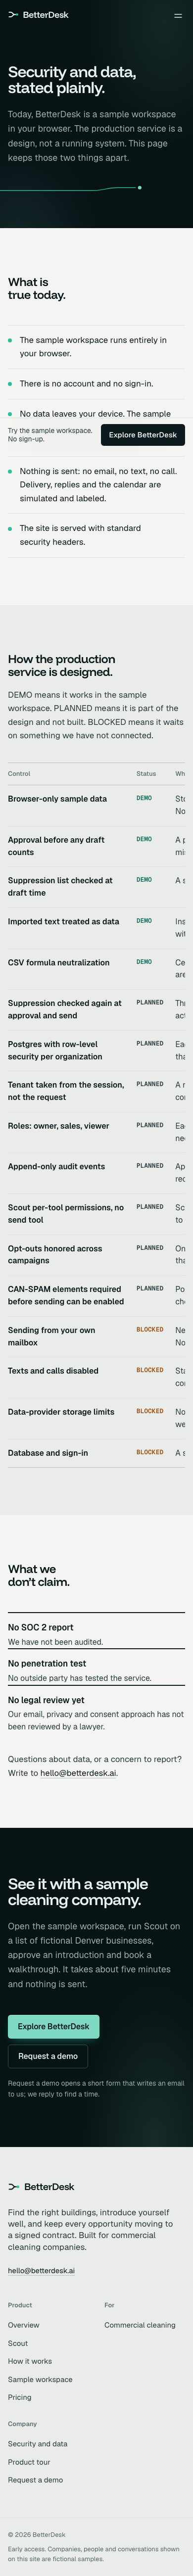 BetterDesk
Security and data,
stated plainly.
Today, BetterDesk is a sample workspace
in your browser. The production service is a
design, not a running system. This page
keeps those two things apart.
What is
true today.
The sample workspace runs entirely in
your browser.
There is no account and no sign-in.
No data leaves your device. The sample
Try the sample workspace.
No sign-up.
Explore BetterDesk
Nothing is sent: no email, no text, no call.
Delivery, replies and the calendar are
simulated and labeled.
The site is served with standard
security headers.
How the production
service is designed.
DEMO means it works in the sample
workspace. PLANNED means it is part of the
design and not built. BLOCKED means it waits
on something we have not connected.
Control Status
Browser-only sample data DEMO
Approval before any draft DEMO
counts
Suppression list checked at DEMO
draft time
Imported text treated as data DEMO
CSV formula neutralization DEMO
Suppression checked again at PLANNED
approval and send
Postgres with row-level PLANNED
security per organization
Tenant taken from the session, PLANNED
not the request
Roles: owner, sales, viewer PLANNED
Append-only audit events PLANNED
Scout per-tool permissions, no PLANNED
send tool
Opt-outs honored across PLANNED
campaigns
CAN-SPAM elements required PLANNED
before sending can be enabled
Sending from your own BLOCKED
mailbox
Texts and calls disabled BLOCKED
Data-provider storage limits BLOCKED
Database and sign-in BLOCKED
What we
don't claim.
No SOC 2 report
We have not been audited.
No penetration test
No outside party has tested the service.
No legal review yet
Our email, privacy and consent approach has not
been reviewed by a lawyer.
Questions about data, or a concern to report?
Write to hello@betterdesk.ai.
See it with a sample
cleaning company.
Open the sample workspace, run Scout on
a list of fictional Denver businesses,
approve an introduction and book a
walkthrough. It takes about five minutes
and nothing is sent.
Explore BetterDesk
Request a demo
Request a demo opens a short form that writes an email
to us; we reply to find a time.
BetterDesk
Find the right buildings, introduce yourself
well, and keep every opportunity moving to
a signed contract. Built for commercial
cleaning companies.
hello@betterdesk.ai
Product
Overview
Scout
How it works
Sample workspace
Pricing
For
Commercial cleaning
Company
Security and data
Product tour
Request a demo
© 2026 BetterDesk
Early access. Companies, people and conversations shown
on this site are fictional samples.